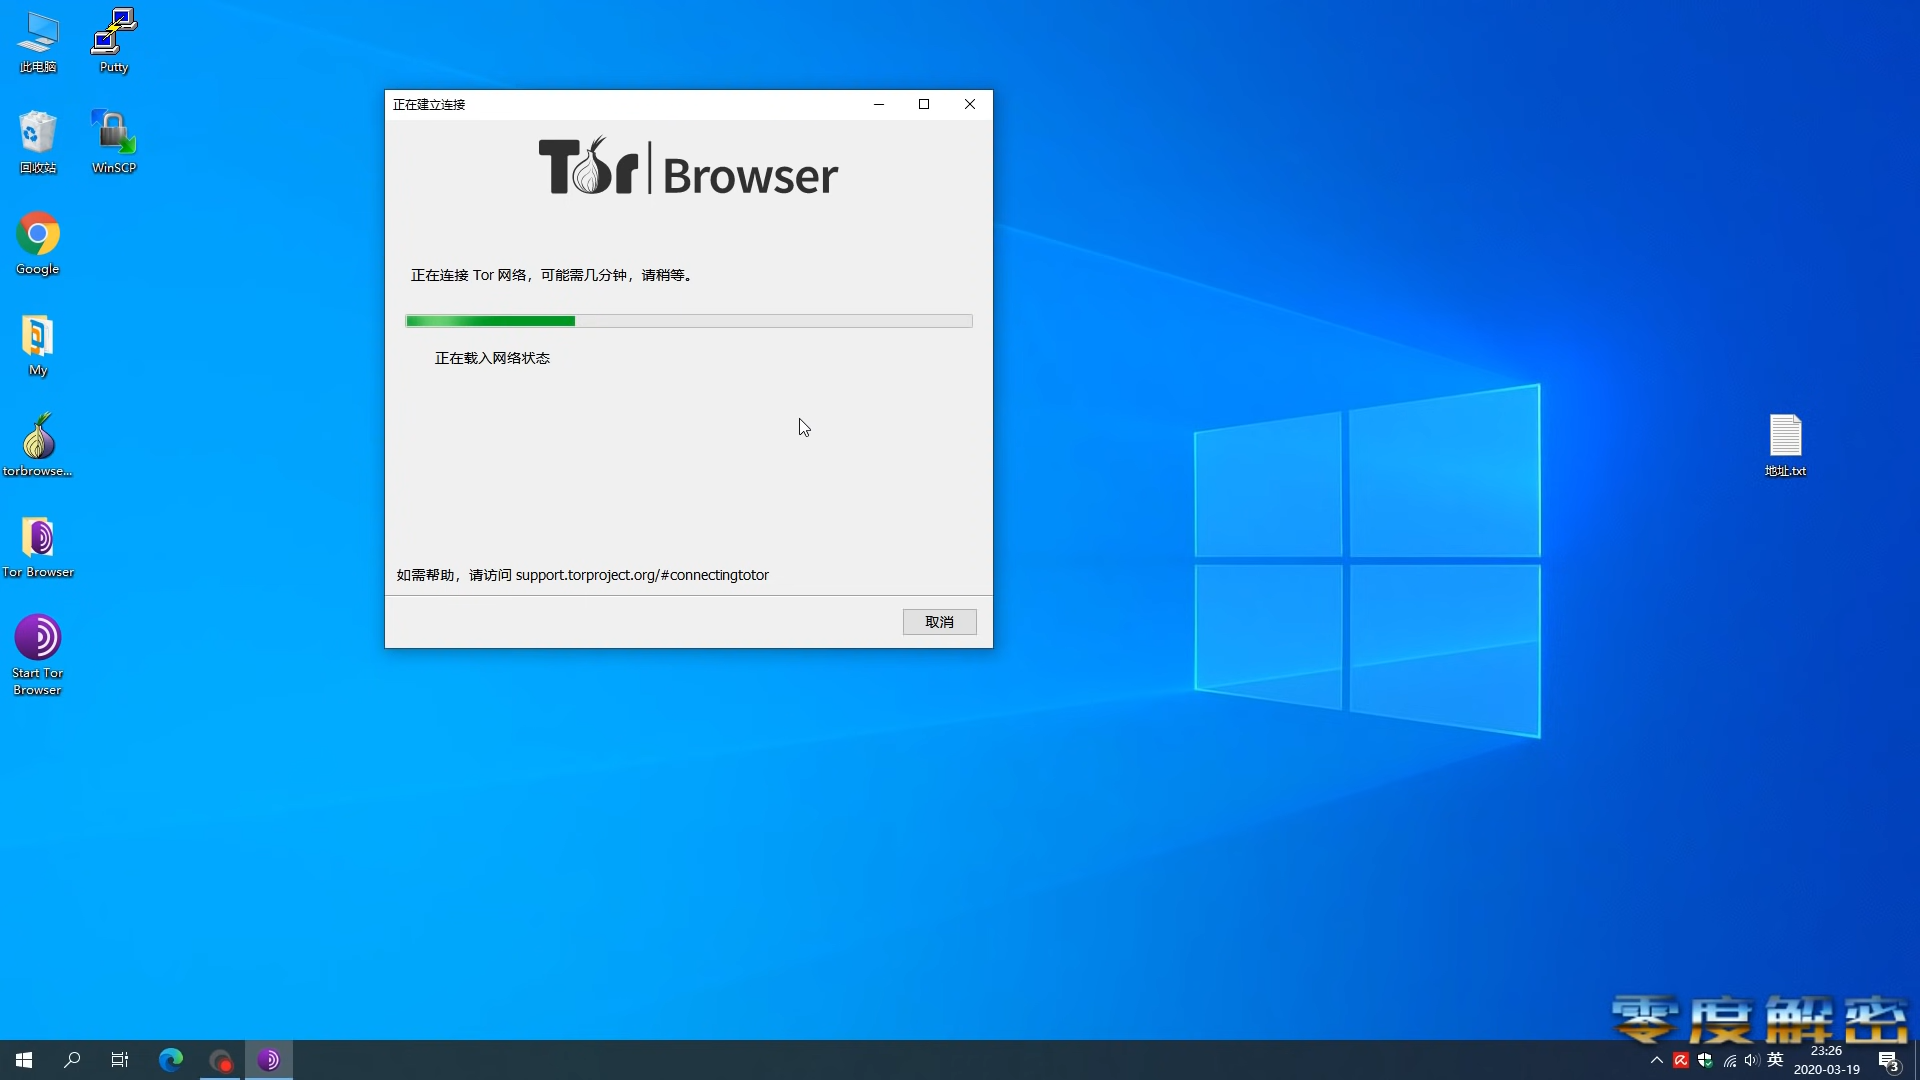 此电脑
Putty
回收站
WinSCP
Google
My
torbrowse...
Tor Browser
Start Tor
Browser
正在建立连接
Tor Browser
正在连接 Tor 网络，可能需几分钟，请稍等。
正在载入网络状态
如需帮助，请访问 support.torproject.org/#connectingtotor
取消
地址.txt
零度解密
英
23:26
2020-03-19
3